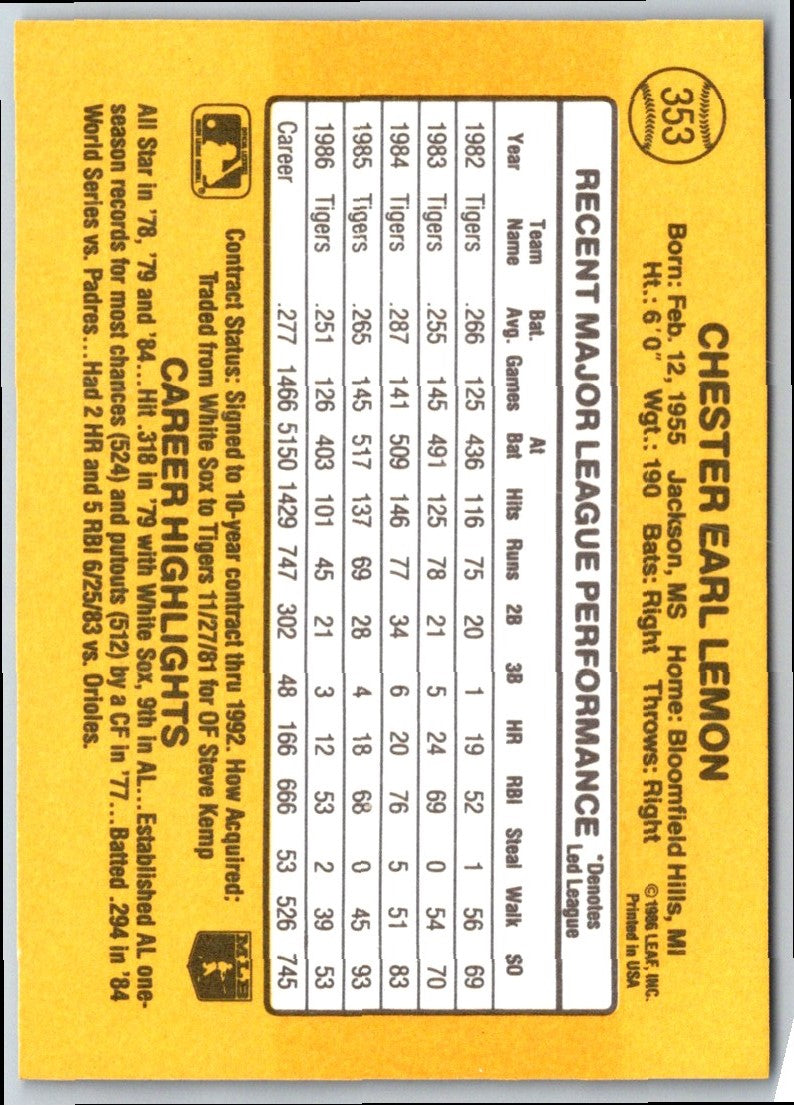 353
CHESTER EARL LEMON
Born: Feb. 12, 1955 Jackson, MS Home: Bloomfield Hills, MI
Ht.: 6'0" Wgt.: 190 Bats: Right Throws: Right
©1986 LEAF, INC.
Printed in USA
RECENT MAJOR LEAGUE PERFORMANCE *Denotes Led League
Year Team Name Bat. Avg. Games At Bat Hits Runs 2B 3B HR RBI Steal Walk SO
1982 Tigers .266 125 436 116 75 20 1 19 52 1 56 69
1983 Tigers .255 145 491 125 78 21 5 24 69 0 54 70
1984 Tigers .287 141 509 146 77 34 6 20 76 5 51 83
1985 Tigers .265 145 517 137 69 28 4 18 68 0 45 93
1986 Tigers .251 126 403 101 45 21 3 12 53 2 39 53
Career .277 1466 5150 1429 747 302 48 166 666 53 526 745
Contract Status: Signed to 10-year contract thru 1992. How Acquired:
Traded from White Sox to Tigers 11/27/81 for OF Steve Kemp
MLB
CAREER HIGHLIGHTS
All Star in '78, '79 and '84...Hit .318 in '79 with White Sox, 9th in AL...Established AL one-
season records for most chances (524) and putouts (512) by a CF in '77...Batted .294 in '84
World Series vs. Padres...Had 2 HR and 5 RBI 6/25/83 vs. Orioles.